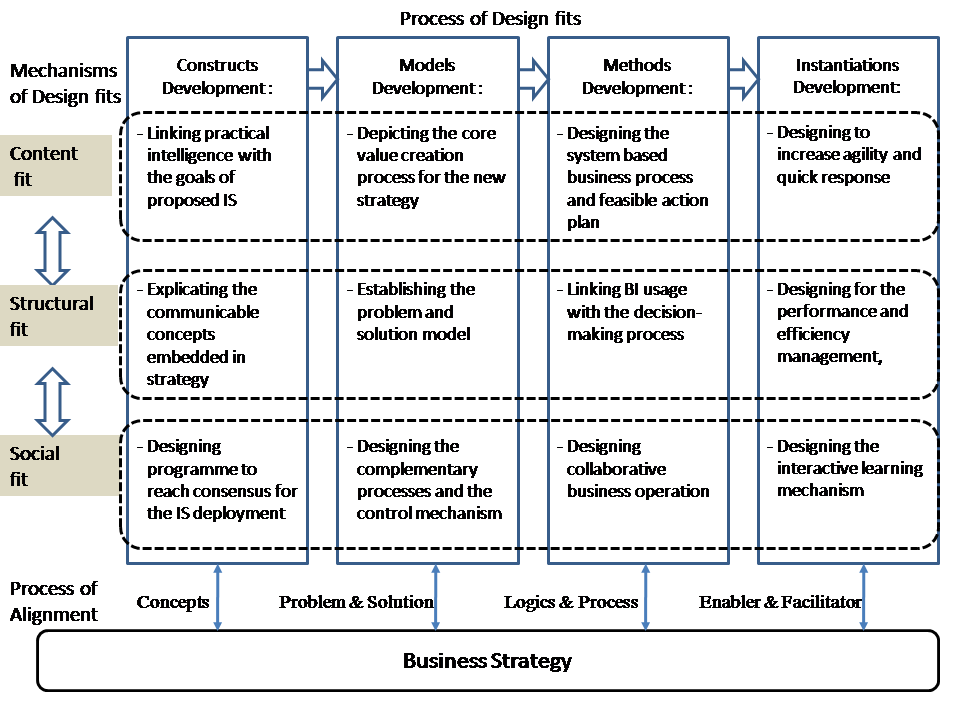 Process of Design fits
Mechanisms
of Design fits
Constructs
Development :
Models
Development :
Methods
Development :
Instantiations
Development:
Content
fit
- Linking practical
intelligence with
the goals of
proposed IS
- Depicting the core
value creation
process for the new
strategy
- Designing the
system based
business process
and feasible action
plan
- Designing to
increase agility and
quick response
Structural
fit
- Explicating the
communicable
concepts
embedded in
strategy
- Establishing the
problem and
solution model
- Linking BI usage
with the decision-
making process
- Designing for the
performance and
efficiency
management,
Social
fit
- Designing
programme to
reach consensus for
the IS deployment
- Designing the
complementary
processes and the
control mechanism
- Designing
collaborative
business operation
- Designing the
interactive learning
mechanism
Process of
Alignment
Concepts
Problem & Solution
Logics & Process
Enabler & Facilitator
Business Strategy